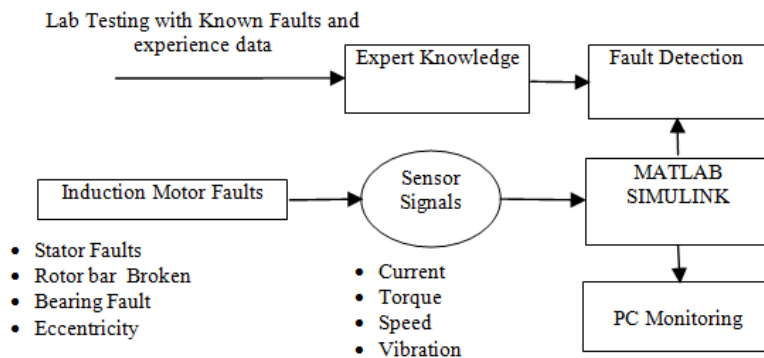 Lab Testing with Known Faults and
experience data
Expert Knowledge
Fault Detection
Induction Motor Faults
Sensor
Signals
MATLAB
SIMULINK
• Stator Faults
• Rotor bar Broken
• Bearing Fault
• Eccentricity
• Current
• Torque
• Speed
• Vibration
PC Monitoring